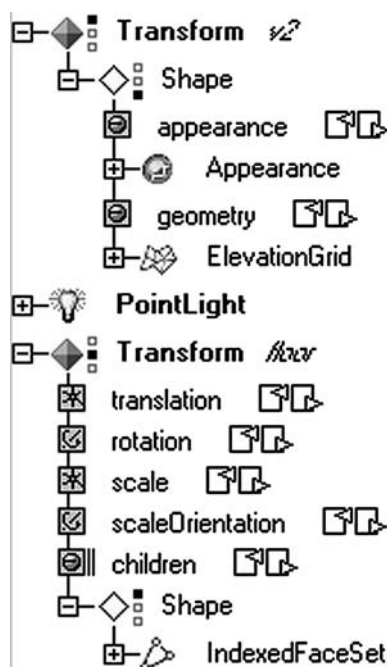 Transform
Shape
appearance
Appearance
geometry
ElevationGrid
PointLight
Transform
translation
rotation
scale
scaleOrientation
children
Shape
IndexedFaceSet